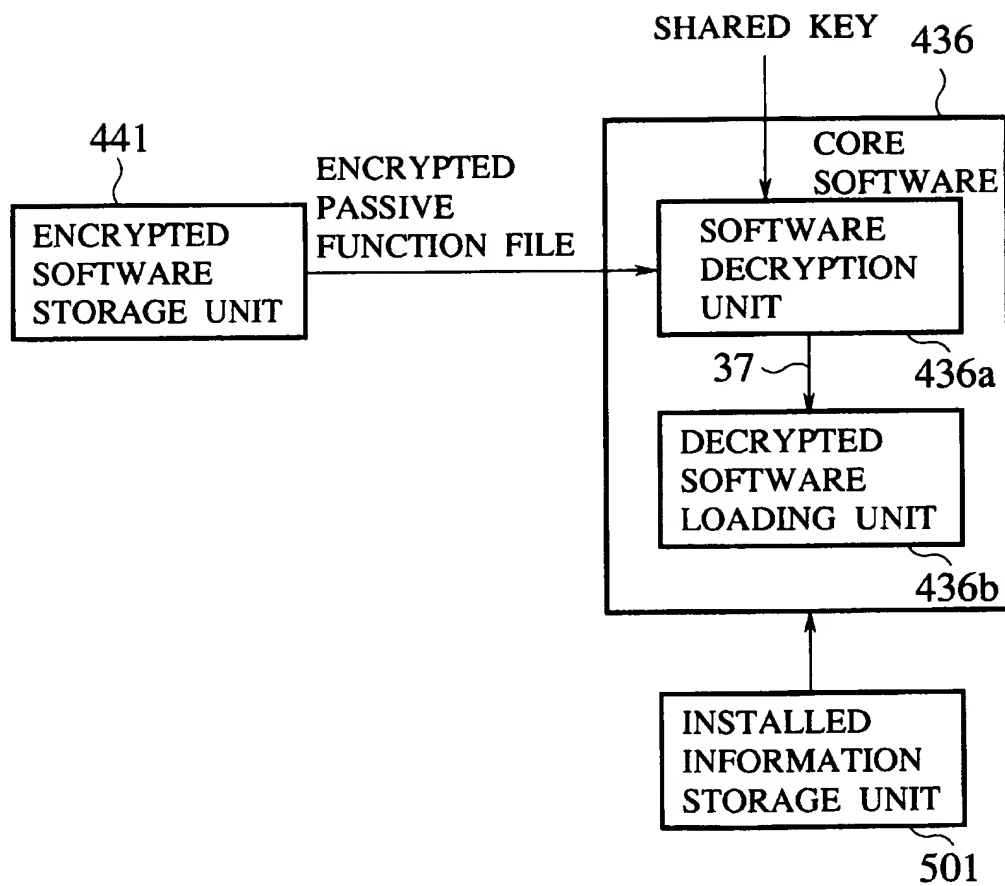 SHARED KEY
436
441
ENCRYPTED
PASSIVE
FUNCTION FILE
CORE
SOFTWARE
ENCRYPTED
SOFTWARE
STORAGE UNIT
SOFTWARE
DECRYPTION
UNIT
37
436a
DECRYPTED
SOFTWARE
LOADING UNIT
436b
INSTALLED
INFORMATION
STORAGE UNIT
501